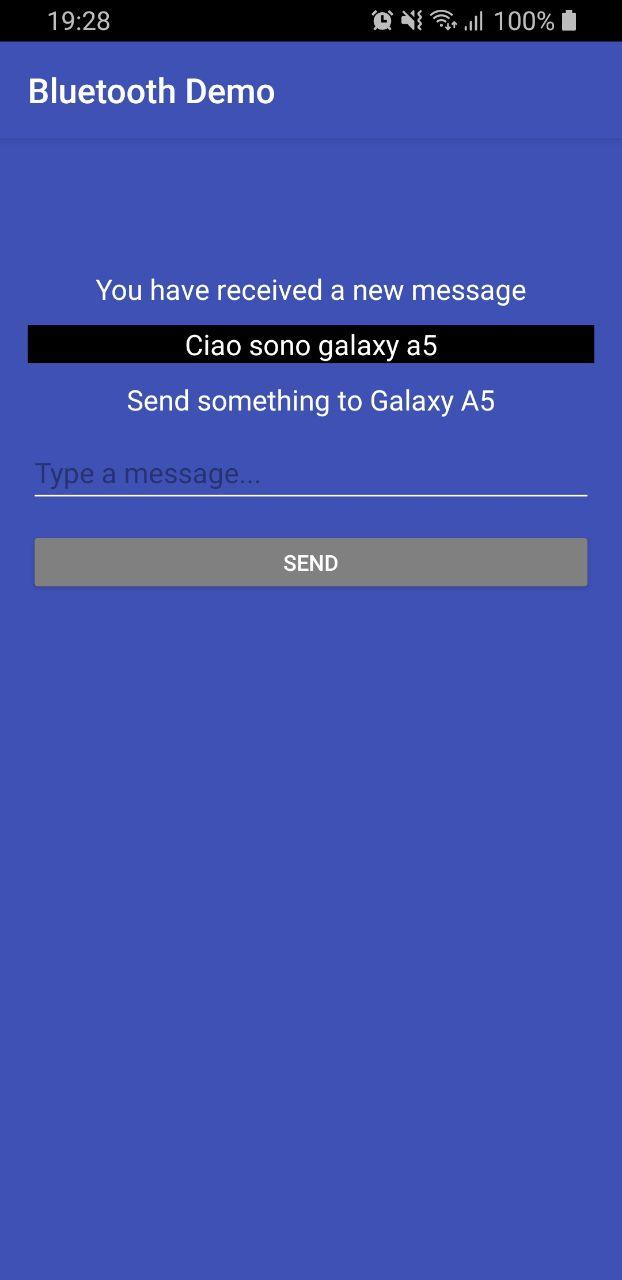 19:28
100%
Bluetooth Demo
You have received a new message
Ciao sono galaxy a5
Send something to Galaxy A5
Type a message...
SEND